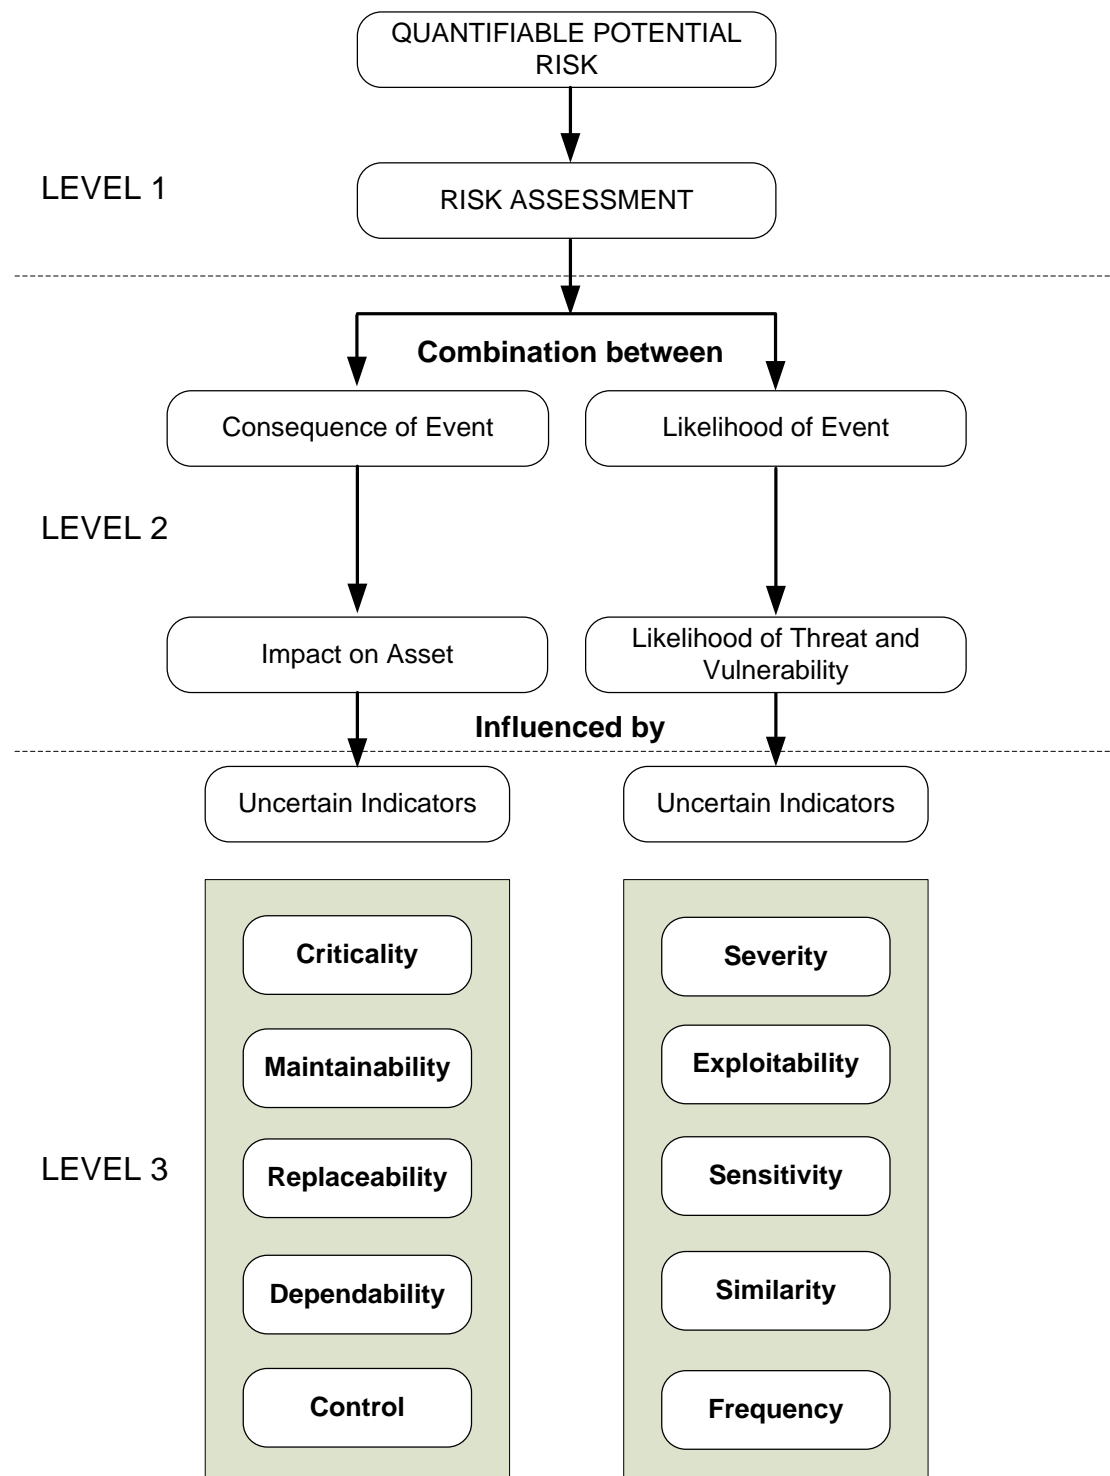 QUANTIFIABLE POTENTIAL
RISK
LEVEL 1
RISK ASSESSMENT
Combination between
Consequence of Event
Likelihood of Event
LEVEL 2
Impact on Asset
Likelihood of Threat and
Vulnerability
Influenced by
Uncertain Indicators
Uncertain Indicators
Criticality
Severity
Maintainability
Exploitability
LEVEL 3
Replaceability
Sensitivity
Dependability
Similarity
Control
Frequency